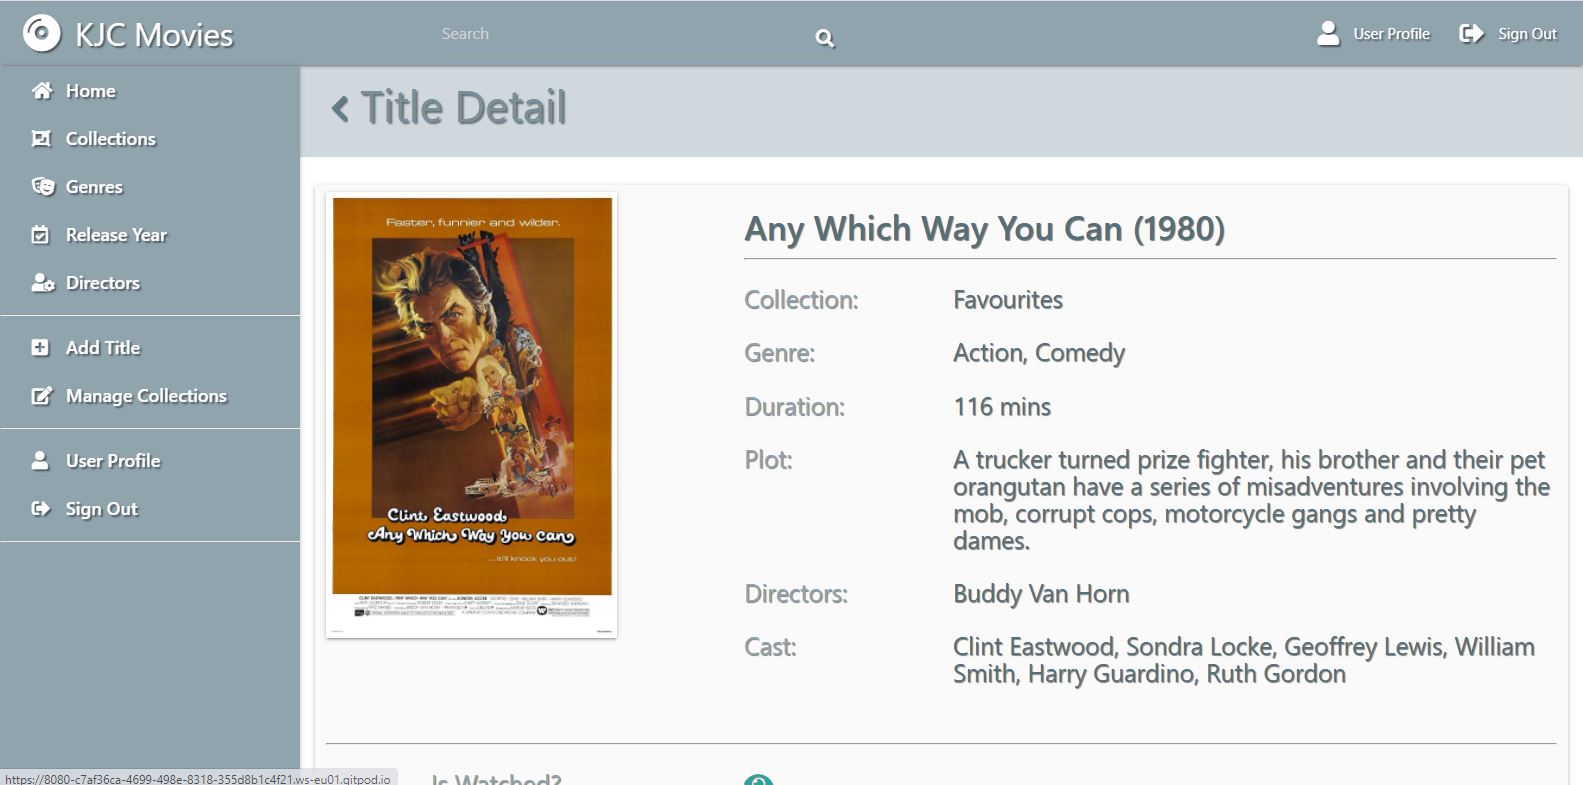 KJC Movies
Search
User Profile
Sign Out
Home
Collections
Genres
Release Year
Directors
Add Title
Manage Collections
User Profile
Sign Out
Title Detail
Faster, funnier and wilder.
Clint Eastwood
Any Which Way You can
...it'll knock you out!
Any Which Way You Can (1980)
Collection: Favourites
Genre: Action, Comedy
Duration: 116 mins
Plot: A trucker turned prize fighter, his brother and their pet
orangutan have a series of misadventures involving the
mob, corrupt cops, motorcycle gangs and pretty
dames.
Directors: Buddy Van Horn
Cast: Clint Eastwood, Sondra Locke, Geoffrey Lewis, William
Smith, Harry Guardino, Ruth Gordon
Is Watched?
https://8080-c7af36ca-4699-498e-8318-355d8b1c4f21.ws-eu01.gitpod.io